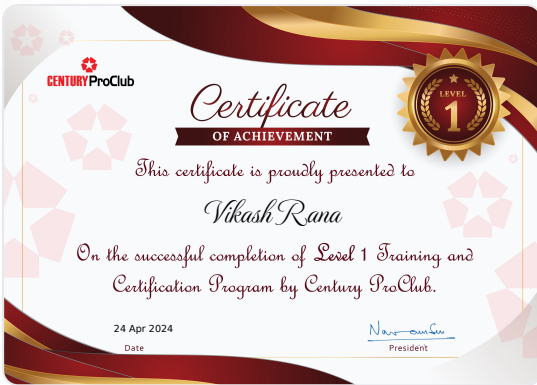 CENTURY ProClub
LEVEL
1
Certificate
OF ACHIEVEMENT
This certificate is proudly presented to
Vikash Rana
On the successful completion of Level 1 Training and
Certification Program by Century ProClub.
24 Apr 2024
Date
President